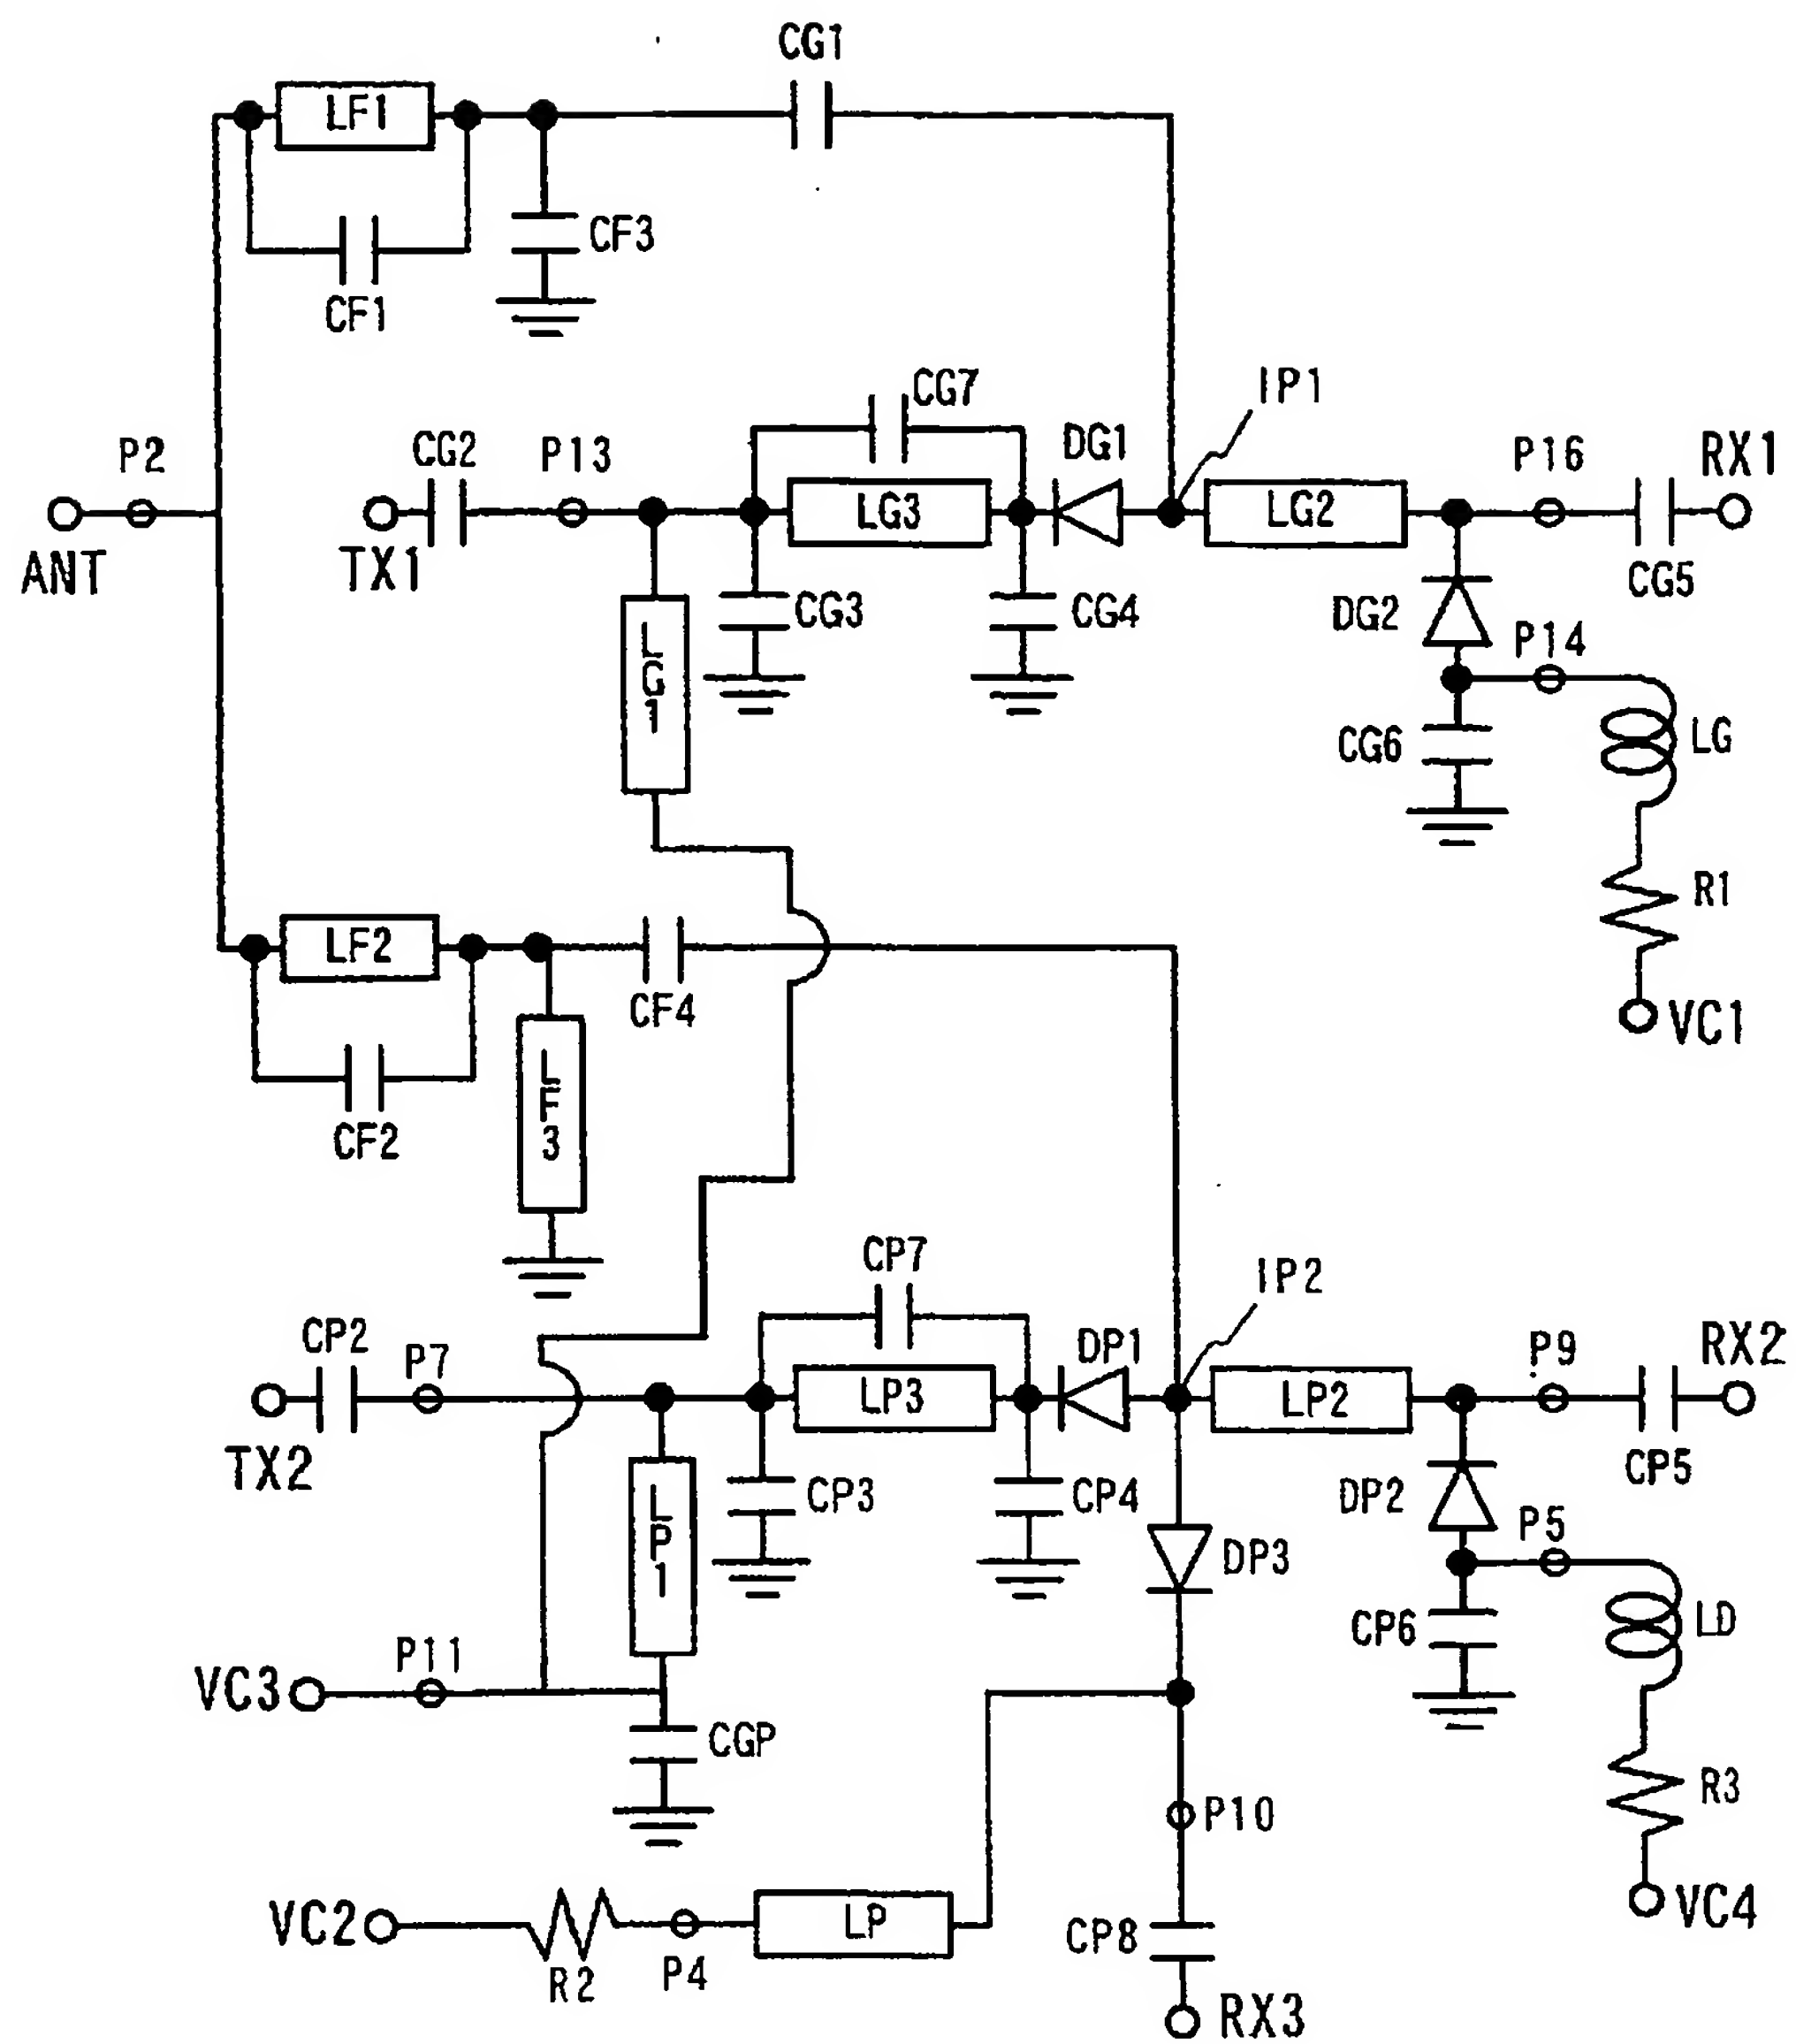 CG1
LF1
CF3
CF1
CG7
IP1
P2
CG2
P13
DG1
P16
RX1
LG3
LG2
ANT
TX1
CG5
CG3
CG4
DG2
P14
LG1
CG6
LG
R1
LF2
CF4
VC1
LF3
CF2
CP7
IP2
CP2
P7
DP1
P9
RX2
LP3
LP2
TX2
CP5
CP3
CP4
DP2
P5
LP1
DP3
CP6
LD
P11
VC3
CGP
R3
P10
VC2
LP
CP8
VC4
R2
P4
RX3